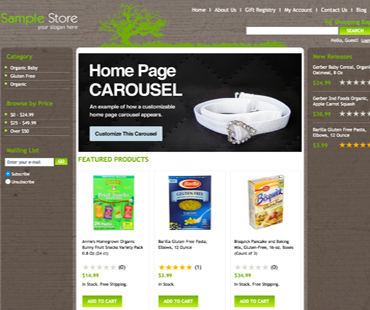 Sample Store
your slogan here
Home | About Us | Gift Registry | My Account | Contact Us | Blog
Shopping Bag
SEARCH
Hello, Guest!
Category
Organic Baby
Gluten Free
Organic
Browse by Price
$0 - $24.99
$25 - $49.99
Over $50
Mailing List
Enter your e-mail
GO
Subscribe
Unsubscribe
Home Page
CAROUSEL
An example of how a customizable
home page carousel appears.
Customize This Carousel
FEATURED PRODUCTS
Barilla
GLUTEN FREE
Bisquick
Annie's Homegrown Organic
Bunny Fruit Snacks Variety Pack
0.8 Oz (24 ct)
(0)
$14.99
In Stock. Free Shipping.
ADD TO CART
Barilla Gluten Free Pasta,
Elbows, 12 Ounce
(1)
$3.99
In Stock.
ADD TO CART
Bisquick Pancake and Baking
Mix, Gluten-Free, 16-oz. Boxes
(Count of 3)
(0)
$24.99
In Stock. Free Shipping.
ADD TO CART
New Releases
Gerber Baby Cereal, Organic
Oatmeal, 8 Oz
$24.99
Gerber 2nd Foods Organic,
Apple Carrot Squash
$38.99
Barilla Gluten Free Pasta,
Elbows, 12 Ounce
$3.99